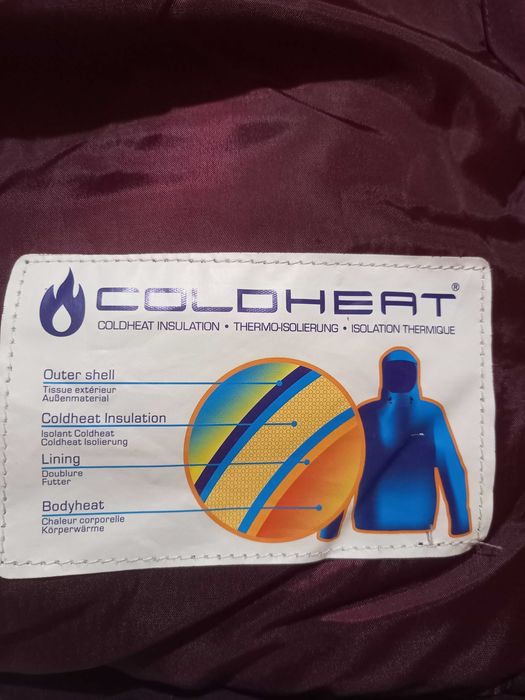 COLDHEAT®
COLDHEAT INSULATION • THERMO-ISOLIERUNG • ISOLATION THERMIQUE
Outer shell
Tissue extérieur
Außenmaterial
Coldheat Insulation
Isolant Coldheat
Coldheat Isolierung
Lining
Doublure
Futter
Bodyheat
Chaleur corporelle
Körperwärme